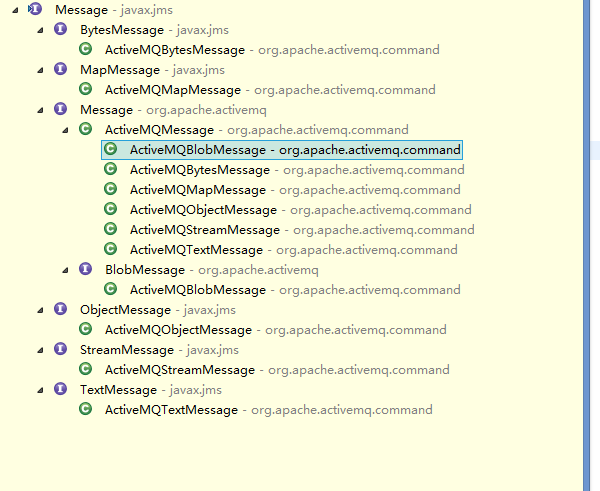 Message - javax.jms
BytesMessage - javax.jms
ActiveMQBytesMessage - org.apache.activemq.command
MapMessage - javax.jms
ActiveMQMapMessage - org.apache.activemq.command
Message - org.apache.activemq
ActiveMQMessage - org.apache.activemq.command
ActiveMQBlobMessage - org.apache.activemq.command
ActiveMQBytesMessage - org.apache.activemq.command
ActiveMQMapMessage - org.apache.activemq.command
ActiveMQObjectMessage - org.apache.activemq.command
ActiveMQStreamMessage - org.apache.activemq.command
ActiveMQTextMessage - org.apache.activemq.command
BlobMessage - org.apache.activemq
ActiveMQBlobMessage - org.apache.activemq.command
ObjectMessage - javax.jms
ActiveMQObjectMessage - org.apache.activemq.command
StreamMessage - javax.jms
ActiveMQStreamMessage - org.apache.activemq.command
TextMessage - javax.jms
ActiveMQTextMessage - org.apache.activemq.command